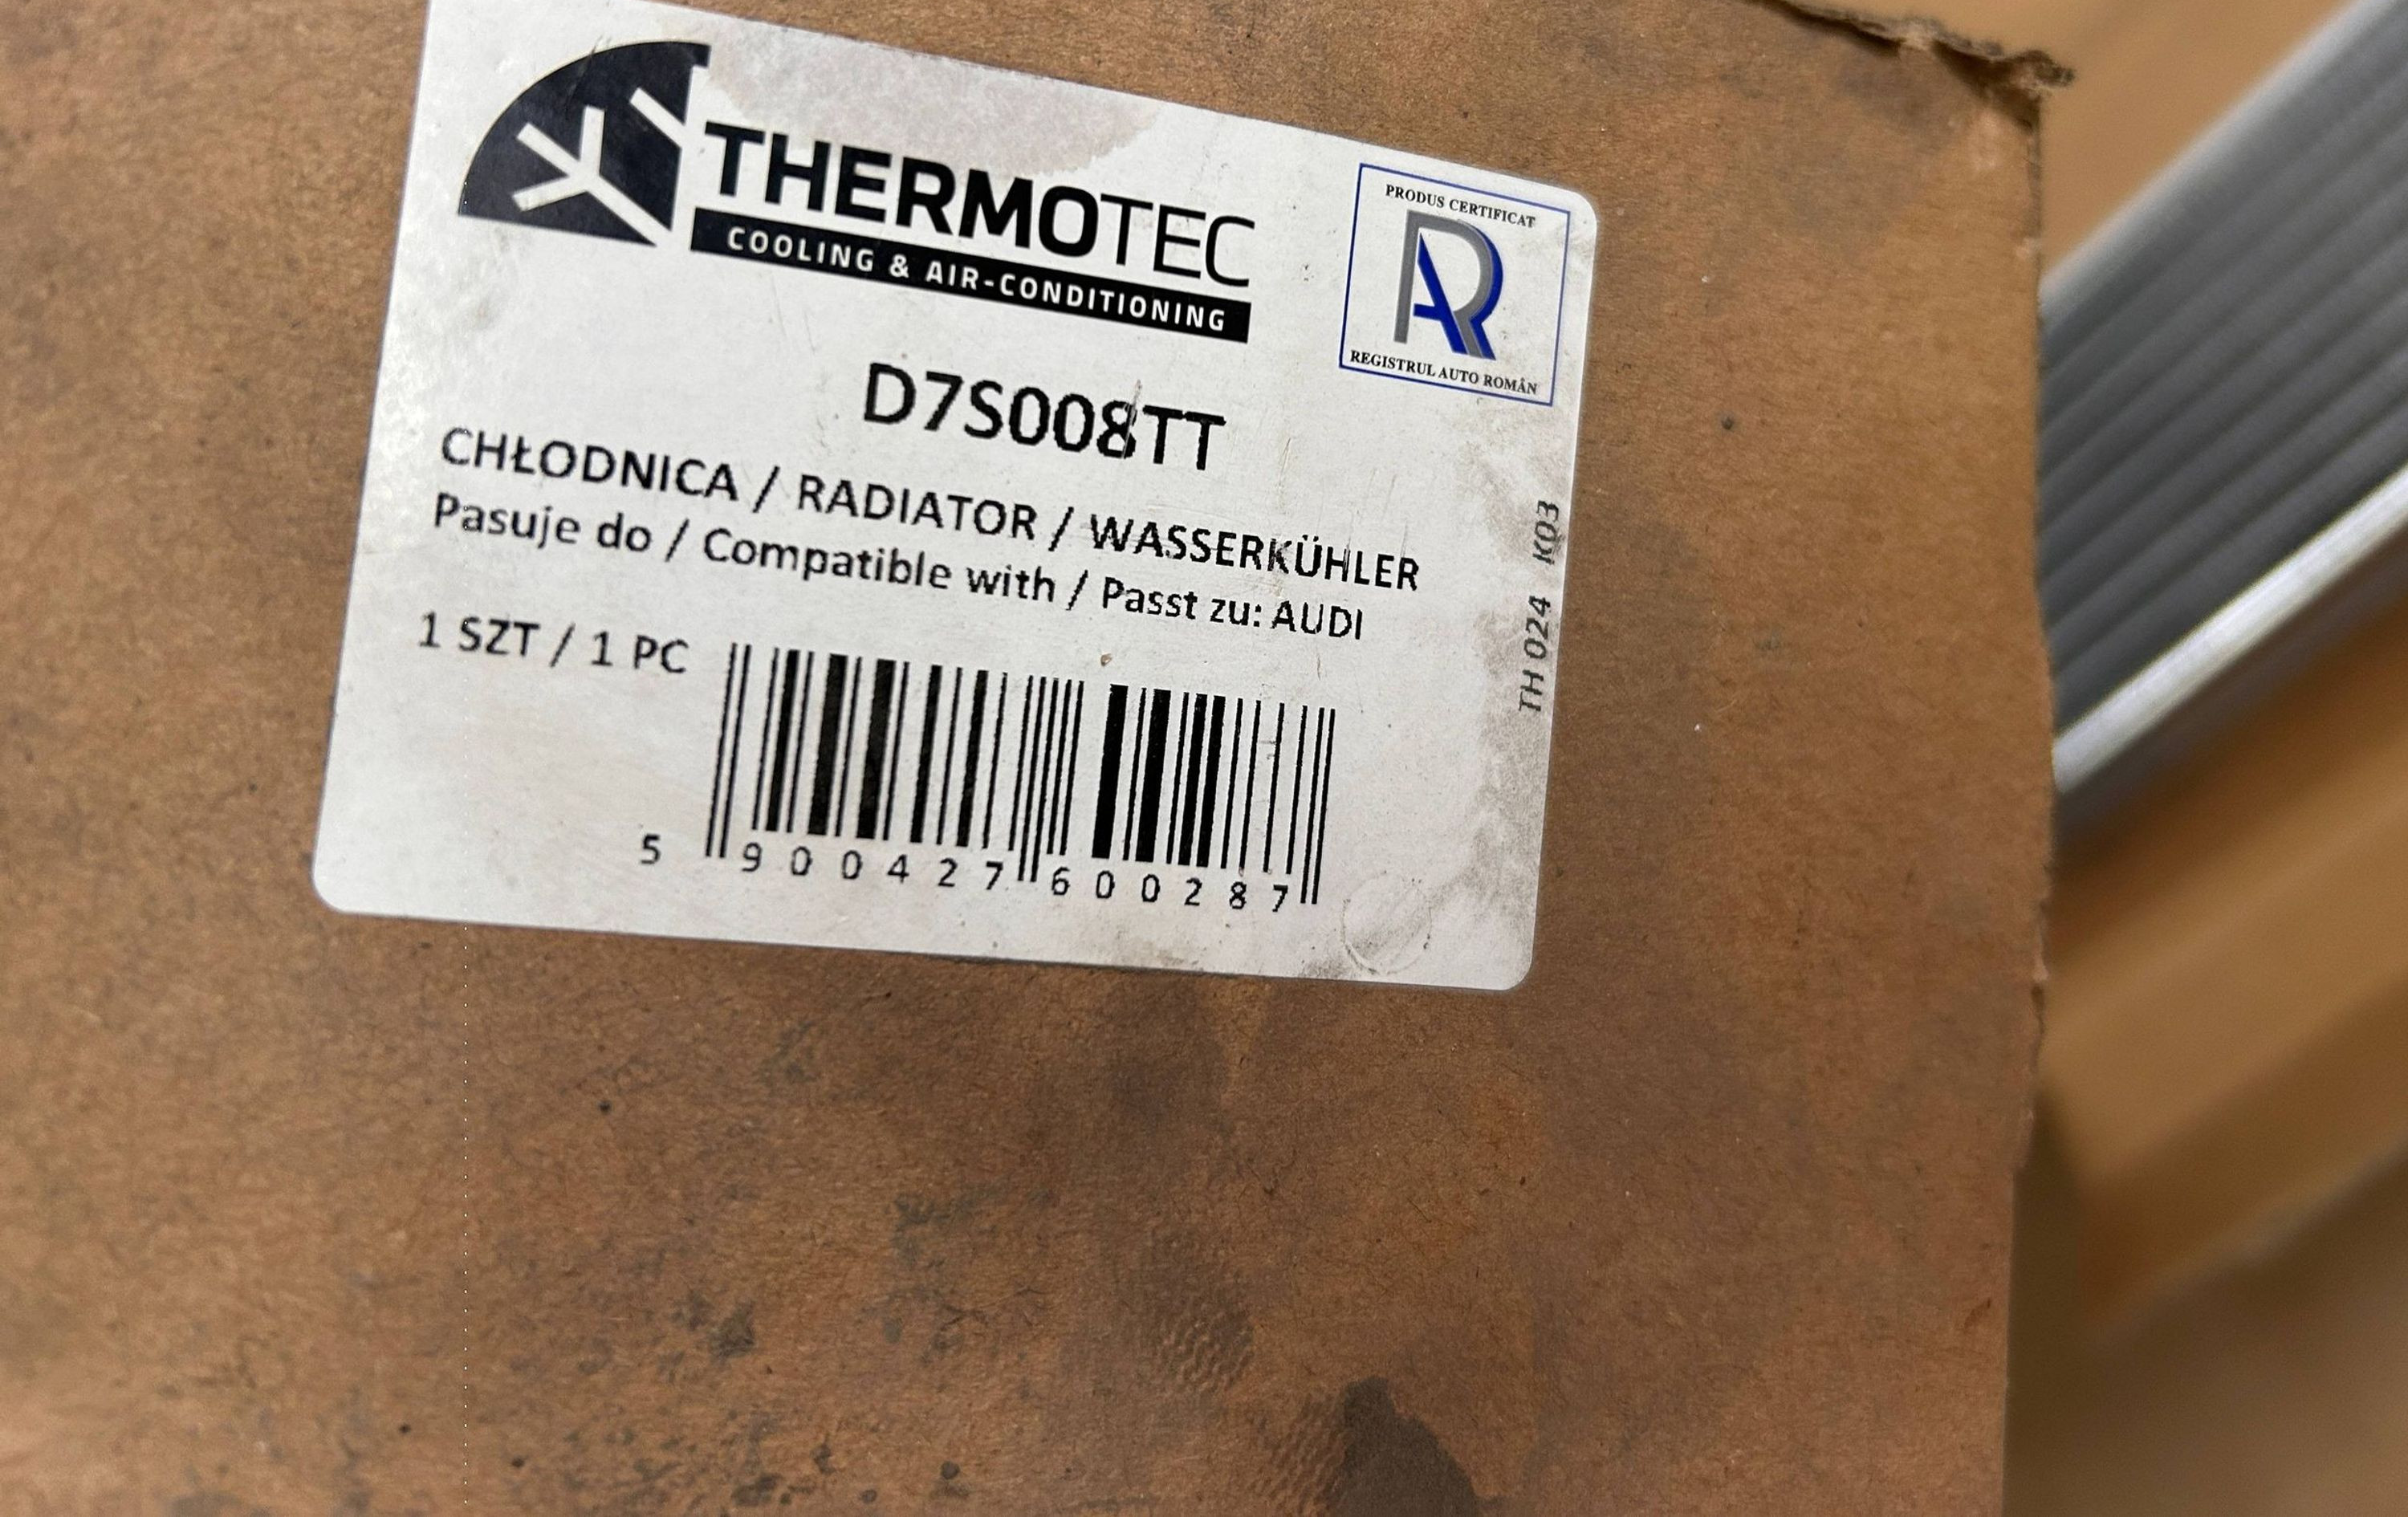 THERMOTEC
COOLING & AIR-CONDITIONING
PRODUS CERTIFICAT
AR
REGISTRUL AUTO ROMÂN
D7S008TT
CHŁODNICA / RADIATOR / WASSERKÜHLER
Pasuje do / Compatible with / Passt zu: AUDI
1 SZT / 1 PC
5 900427 600287
TH 024 K03